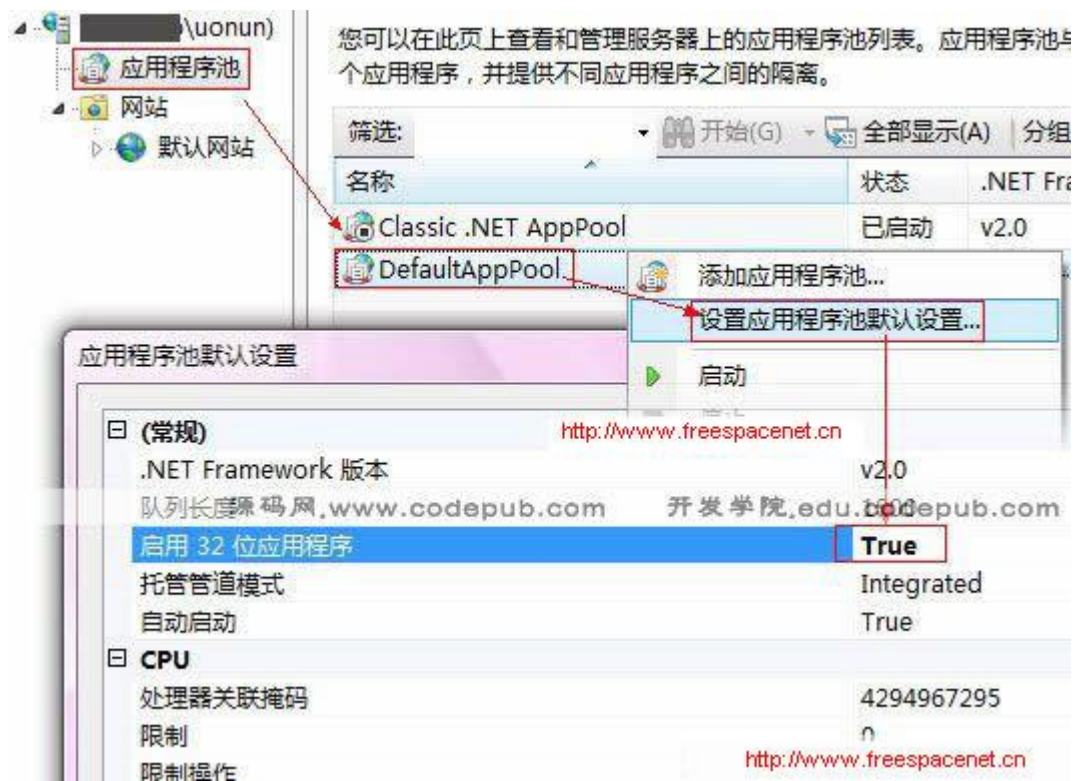 \uonun)
应用程序池
网站
默认网站
您可以在此页上查看和管理服务器上的应用程序池列表。应用程序池与
个应用程序，并提供不同应用程序之间的隔离。
筛选: 开始(G) 全部显示(A) 分组
名称 状态 .NET Fra
Classic .NET AppPool 已启动 v2.0
DefaultAppPool
添加应用程序池...
设置应用程序池默认设置...
启动
应用程序池默认设置
(常规)
http://www.freespacenet.cn
.NET Framework 版本 v2.0
队列长度
源码网.www.codepub.com 开发学院.edu.codepub.com
启用 32 位应用程序 True
托管管道模式 Integrated
自动启动 True
CPU
处理器关联掩码 4294967295
限制 0
http://www.freespacenet.cn
限制操作